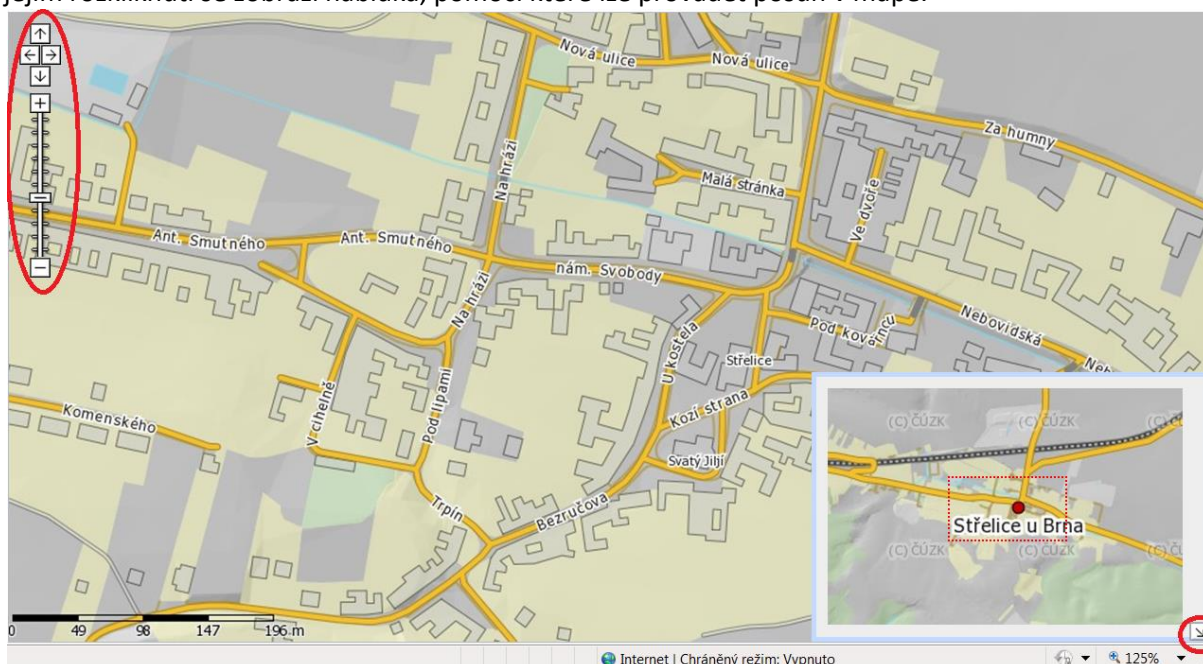 jejím rozkliknutí se zobrazí nabídka, pomocí které lze provádět posun v mapě.
Nová ulice
Nová ulice
Za humny
Na hrázi
Malá stránka
Ve dvoře
Ant. Smutného
Ant. Smutného
nám. Svobody
Na hrázi
Nebovidská
Pod kovárnou
U kostela
Střelice
V cihelně
Pod lipami
Kozí strana
Komenského
Svatý Jiljí
Trpín
Bezručova
(C) ČÚZK
(C) ČÚZK
(C) ČÚZK
Střelice u Brna
(C) ČÚZK
(C) ČÚZK
0 49 98 147 196 m
Internet | Chráněný režim: Vypnuto
125%